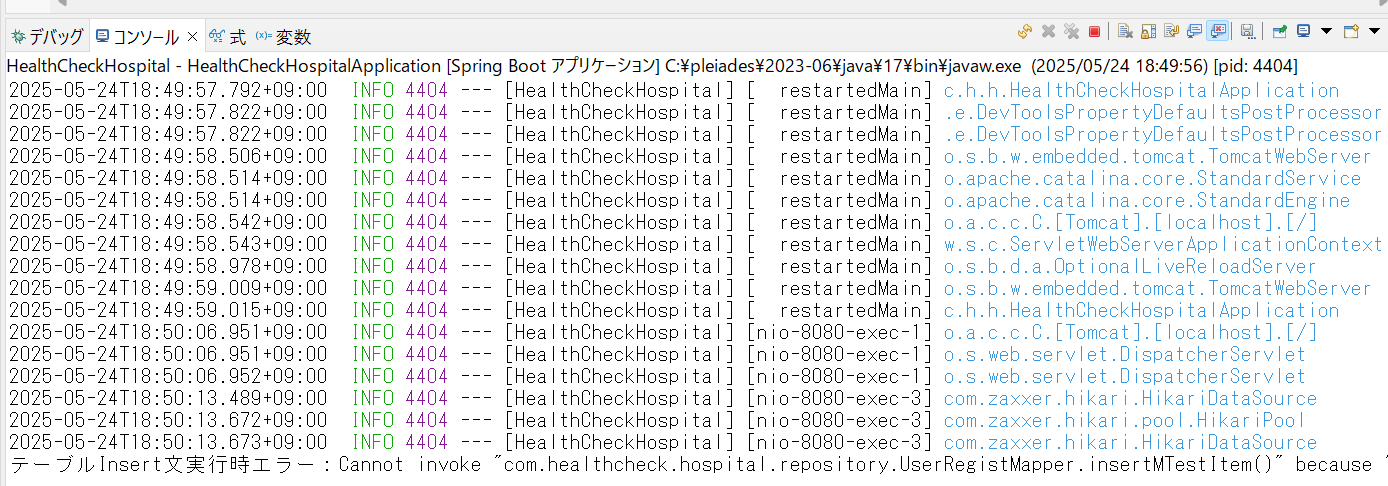 デバッグ コンソール 式 (x)= 変数
HealthCheckHospital - HealthCheckHospitalApplication [Spring Boot アプリケーション] C:¥pleiades¥2023-06¥java¥17¥bin¥javaw.exe (2025/05/24 18:49:56) [pid: 4404]
2025-05-24T18:49:57.792+09:00 INFO 4404 --- [HealthCheckHospital] [ restartedMain] c.h.h.HealthCheckHospitalApplication
2025-05-24T18:49:57.822+09:00 INFO 4404 --- [HealthCheckHospital] [ restartedMain] .e.DevToolsPropertyDefaultsPostProcessor
2025-05-24T18:49:57.822+09:00 INFO 4404 --- [HealthCheckHospital] [ restartedMain] .e.DevToolsPropertyDefaultsPostProcessor
2025-05-24T18:49:58.506+09:00 INFO 4404 --- [HealthCheckHospital] [ restartedMain] o.s.b.w.embedded.tomcat.TomcatWebServer
2025-05-24T18:49:58.514+09:00 INFO 4404 --- [HealthCheckHospital] [ restartedMain] o.apache.catalina.core.StandardService
2025-05-24T18:49:58.514+09:00 INFO 4404 --- [HealthCheckHospital] [ restartedMain] o.apache.catalina.core.StandardEngine
2025-05-24T18:49:58.542+09:00 INFO 4404 --- [HealthCheckHospital] [ restartedMain] o.a.c.c.C.[Tomcat].[localhost].[/]
2025-05-24T18:49:58.543+09:00 INFO 4404 --- [HealthCheckHospital] [ restartedMain] w.s.c.ServletWebServerApplicationContext
2025-05-24T18:49:58.978+09:00 INFO 4404 --- [HealthCheckHospital] [ restartedMain] o.s.b.d.a.OptionalLiveReloadServer
2025-05-24T18:49:59.009+09:00 INFO 4404 --- [HealthCheckHospital] [ restartedMain] o.s.b.w.embedded.tomcat.TomcatWebServer
2025-05-24T18:49:59.015+09:00 INFO 4404 --- [HealthCheckHospital] [ restartedMain] c.h.h.HealthCheckHospitalApplication
2025-05-24T18:50:06.951+09:00 INFO 4404 --- [HealthCheckHospital] [nio-8080-exec-1] o.a.c.c.C.[Tomcat].[localhost].[/]
2025-05-24T18:50:06.951+09:00 INFO 4404 --- [HealthCheckHospital] [nio-8080-exec-1] o.s.web.servlet.DispatcherServlet
2025-05-24T18:50:06.952+09:00 INFO 4404 --- [HealthCheckHospital] [nio-8080-exec-1] o.s.web.servlet.DispatcherServlet
2025-05-24T18:50:13.489+09:00 INFO 4404 --- [HealthCheckHospital] [nio-8080-exec-3] com.zaxxer.hikari.HikariDataSource
2025-05-24T18:50:13.672+09:00 INFO 4404 --- [HealthCheckHospital] [nio-8080-exec-3] com.zaxxer.hikari.pool.HikariPool
2025-05-24T18:50:13.673+09:00 INFO 4404 --- [HealthCheckHospital] [nio-8080-exec-3] com.zaxxer.hikari.HikariDataSource
テーブルInsert文実行時エラー：Cannot invoke "com.healthcheck.hospital.repository.UserRegistMapper.insertMTestItem()" because "